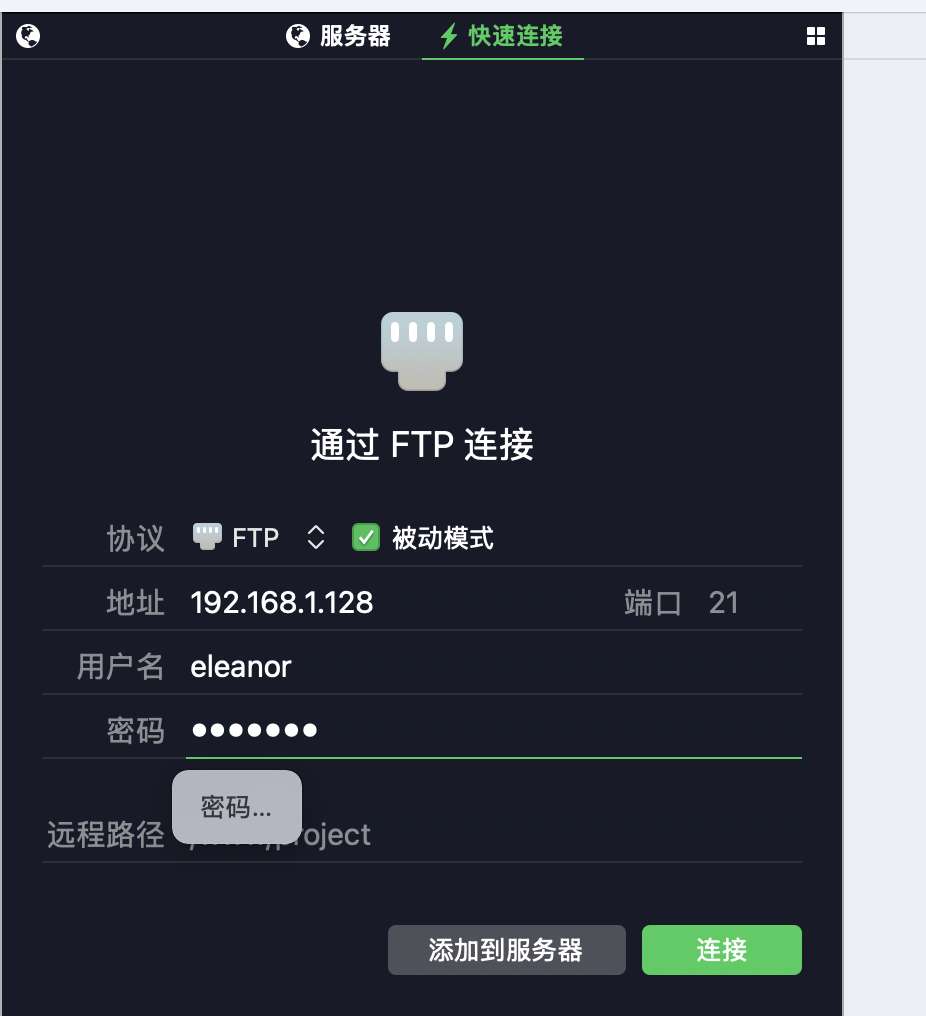 服务器 快速连接
通过 FTP 连接
协议 FTP 被动模式
地址 192.168.1.128 端口 21
用户名 eleanor
密码 •••••••
密码...
远程路径
添加到服务器 连接